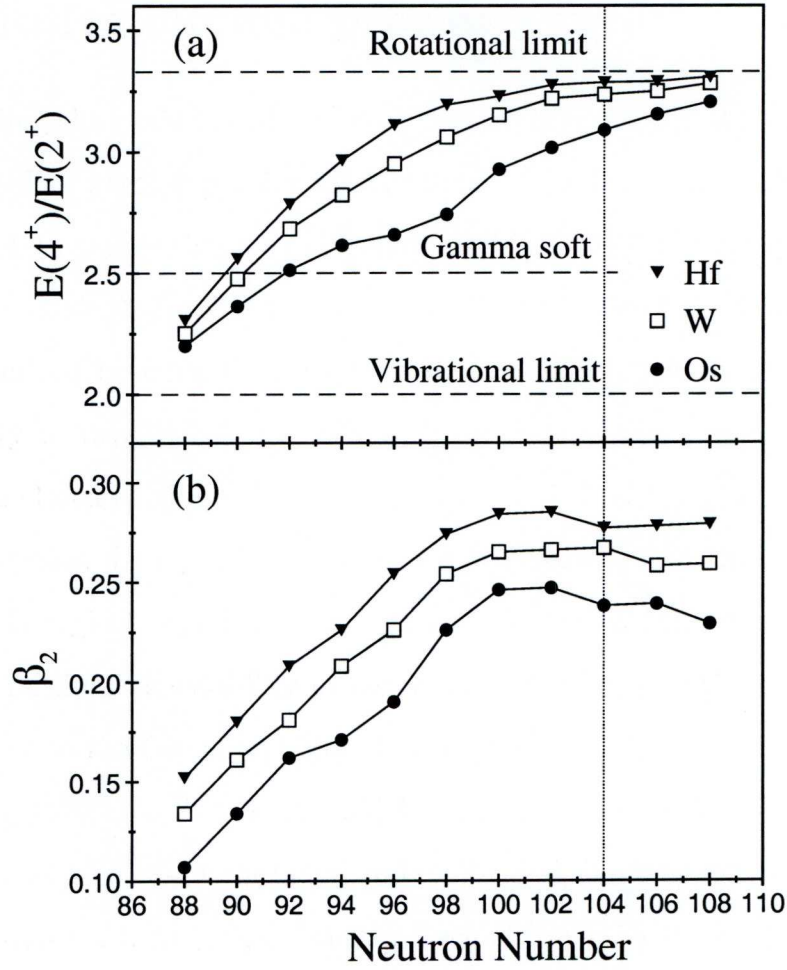 (a)
Rotational limit
Gamma soft
Vibrational limit
Hf
W
Os
3.5
3.0
2.5
2.0
E(4⁺)/E(2⁺)
(b)
0.30
0.25
0.20
0.15
0.10
β₂
86 88 90 92 94 96 98 100 102 104 106 108 110
Neutron Number